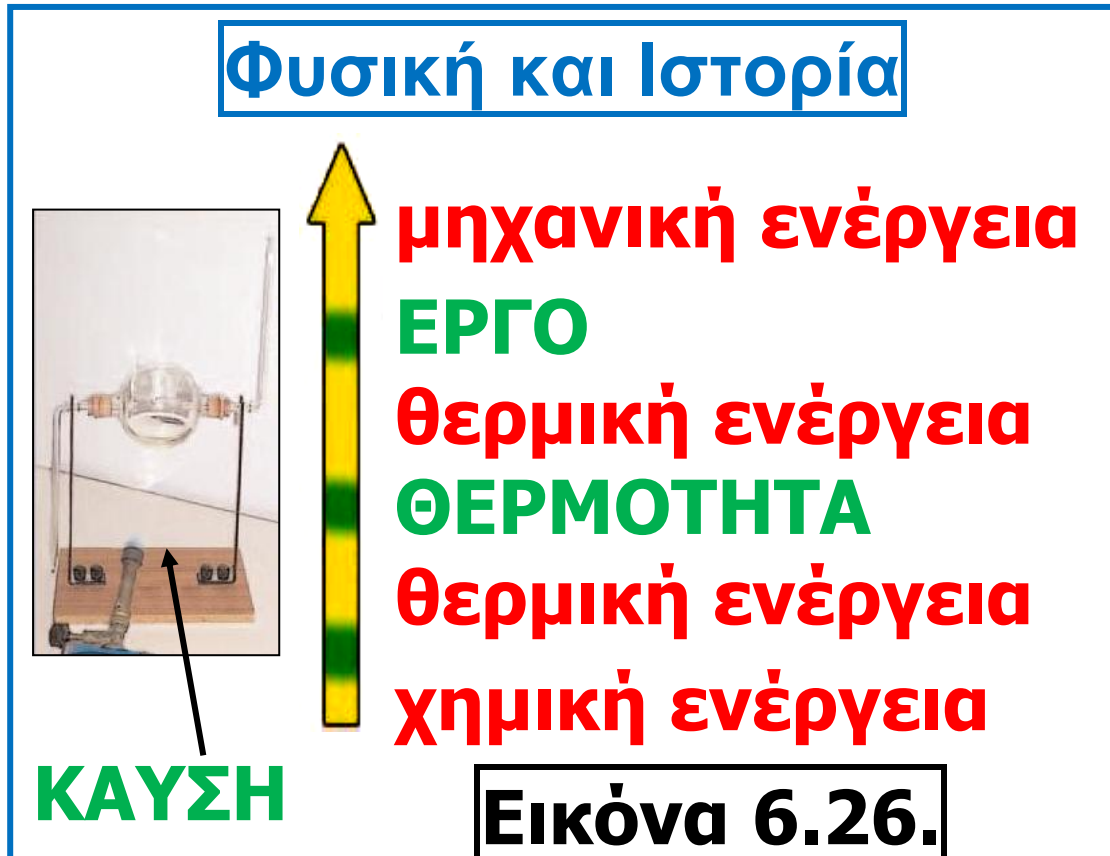 Φυσική και Ιστορία
μηχανική ενέργεια
ΕΡΓΟ
θερμική ενέργεια
ΘΕΡΜΟΤΗΤΑ
θερμική ενέργεια
χημική ενέργεια
ΚΑΥΣΗ
Εικόνα 6.26.